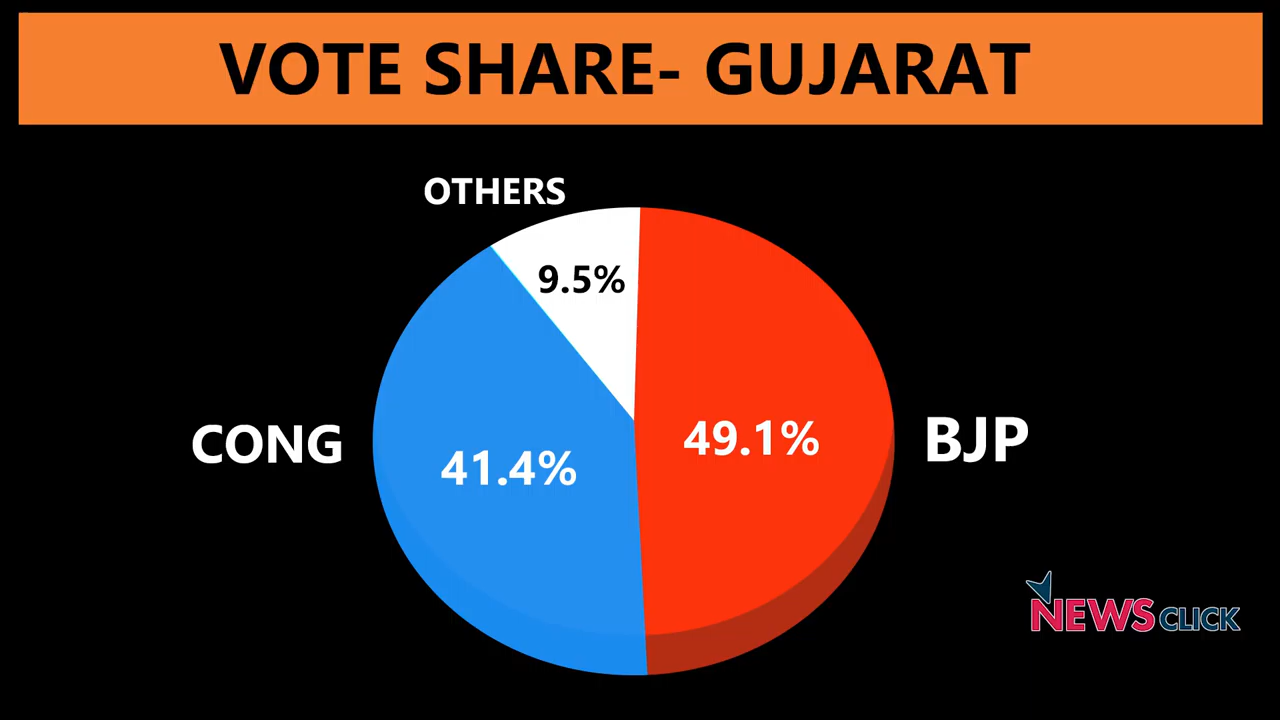 VOTE SHARE- GUJARAT
OTHERS
9.5%
CONG
41.4%
49.1%
BJP
NEWSCLICK